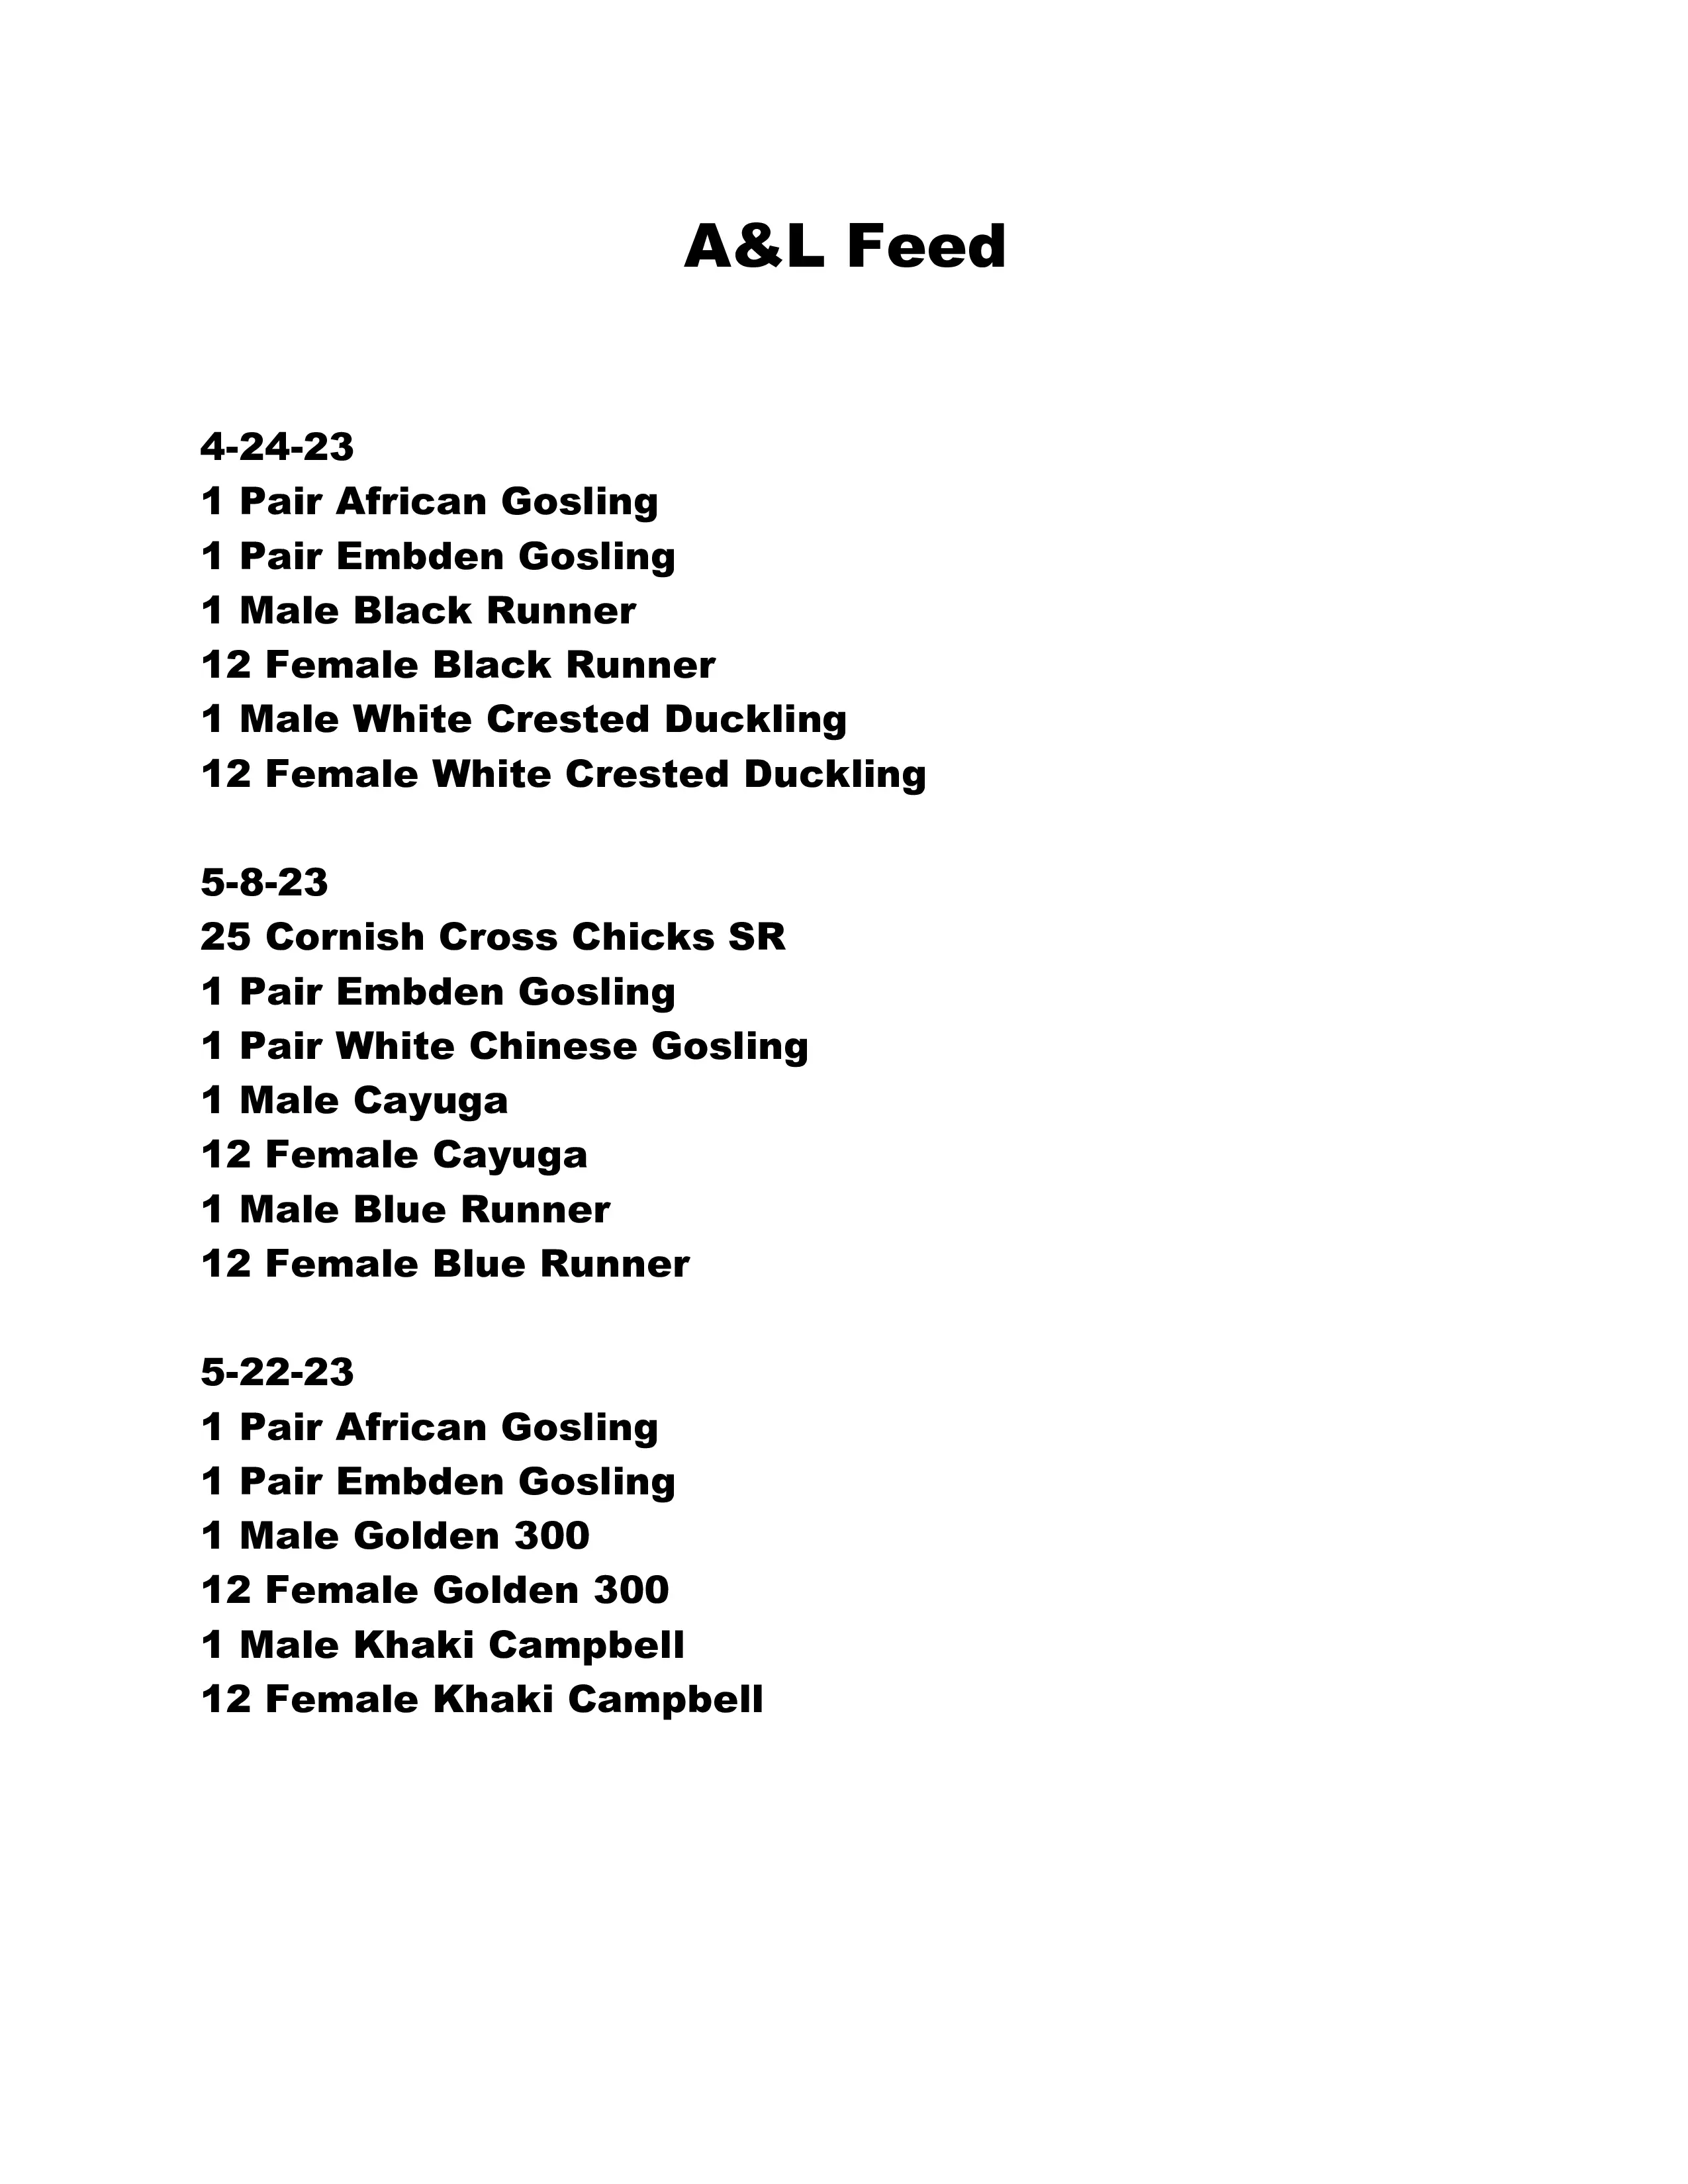 A&L Feed
4-24-23
1 Pair African Gosling
1 Pair Embden Gosling
1 Male Black Runner
12 Female Black Runner
1 Male White Crested Duckling
12 Female White Crested Duckling
5-8-23
25 Cornish Cross Chicks SR
1 Pair Embden Gosling
1 Pair White Chinese Gosling
1 Male Cayuga
12 Female Cayuga
1 Male Blue Runner
12 Female Blue Runner
5-22-23
1 Pair African Gosling
1 Pair Embden Gosling
1 Male Golden 300
12 Female Golden 300
1 Male Khaki Campbell
12 Female Khaki Campbell